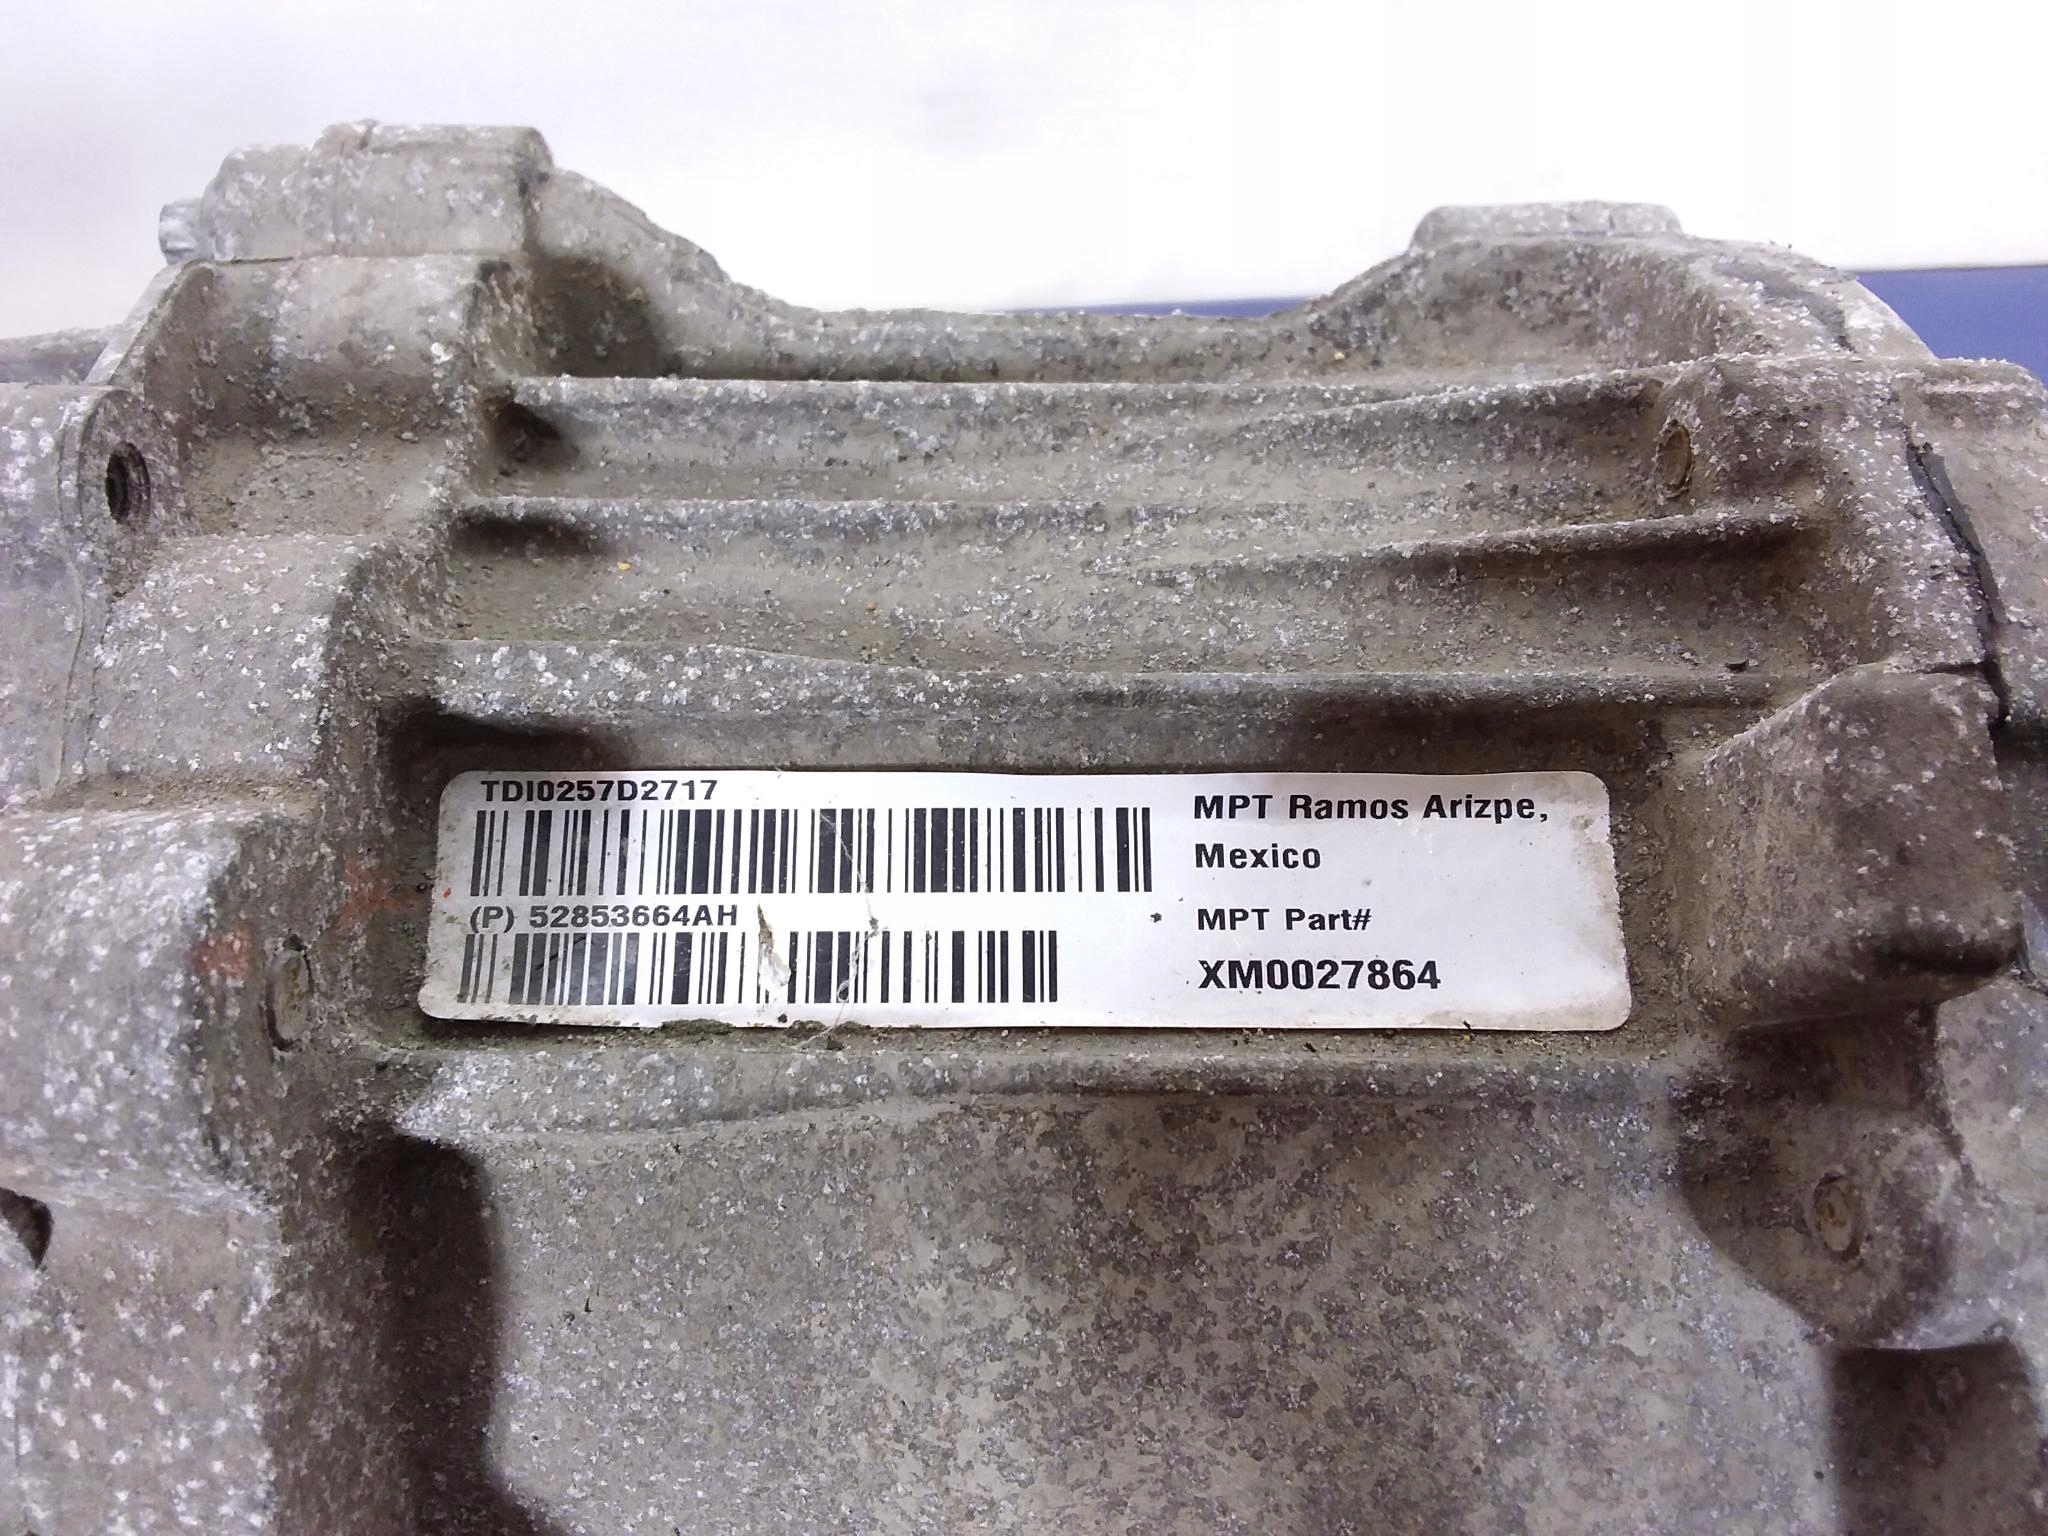 TDI0257D2717
(P) 52853664AH
MPT Ramos Arizpe,
Mexico
MPT Part#
XM0027864